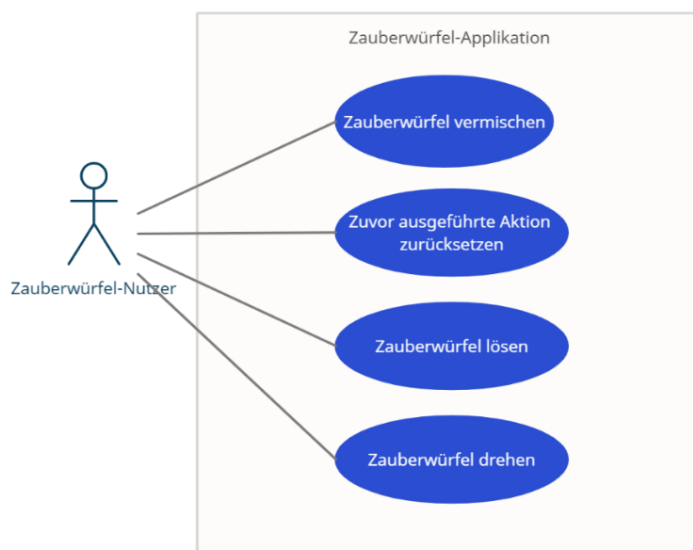 Zauberwürfel-Applikation
Zauberwürfel vermischen
Zuvor ausgeführte Aktion
zurücksetzen
Zauberwürfel-Nutzer
Zauberwürfel lösen
Zauberwürfel drehen